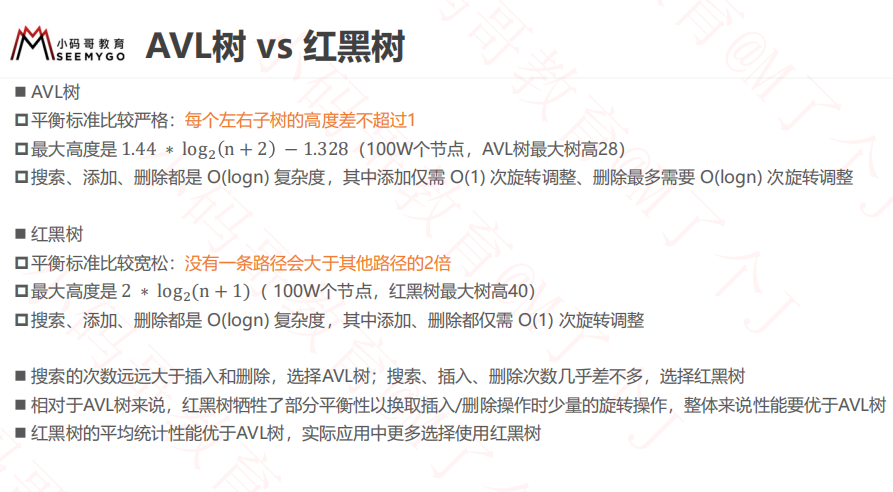 小码哥教育
SEEMYGO
AVL树 vs 红黑树
■ AVL树
平衡标准比较严格：每个左右子树的高度差不超过1
最大高度是 1.44 ∗ log₂(n + 2) − 1.328（100W个节点，AVL树最大树高28）
搜索、添加、删除都是 O(logn) 复杂度，其中添加仅需 O(1) 次旋转调整、删除最多需要 O(logn) 次旋转调整
■ 红黑树
平衡标准比较宽松：没有一条路径会大于其他路径的2倍
最大高度是 2 ∗ log₂(n + 1)（ 100W个节点，红黑树最大树高40）
搜索、添加、删除都是 O(logn) 复杂度，其中添加、删除都仅需 O(1) 次旋转调整
■ 搜索的次数远远大于插入和删除，选择AVL树；搜索、插入、删除次数几乎差不多，选择红黑树
■ 相对于AVL树来说，红黑树牺牲了部分平衡性以换取插入/删除操作时少量的旋转操作，整体来说性能要优于AVL树
■ 红黑树的平均统计性能优于AVL树，实际应用中更多选择使用红黑树
小码哥教育@M了个J